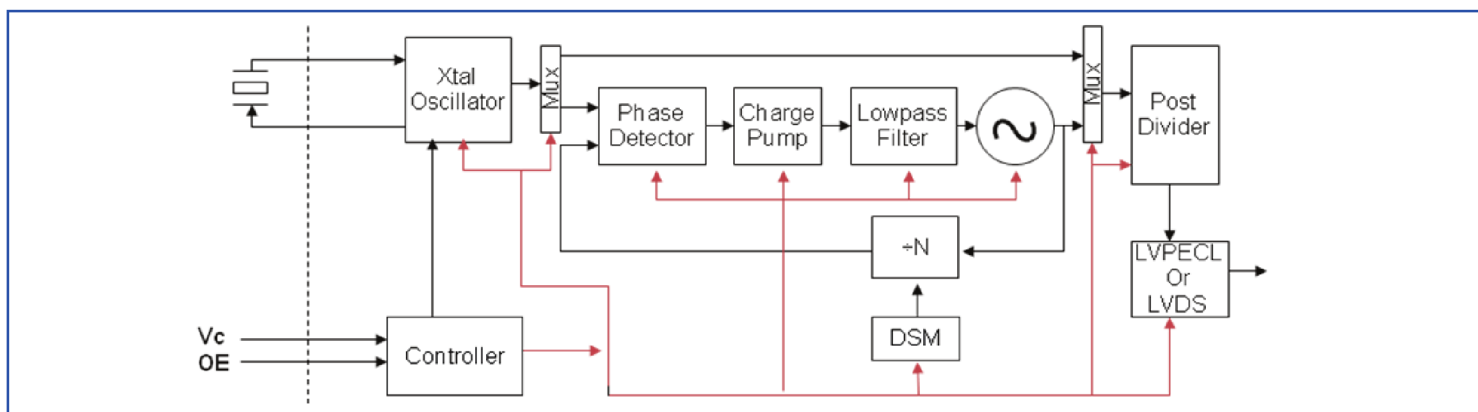 Xtal
Oscillator
Mux
Phase
Detector
Charge
Pump
Lowpass
Filter
Mux
Post
Divider
÷N
LVPECL
Or
LVDS
DSM
Vc
OE
Controller